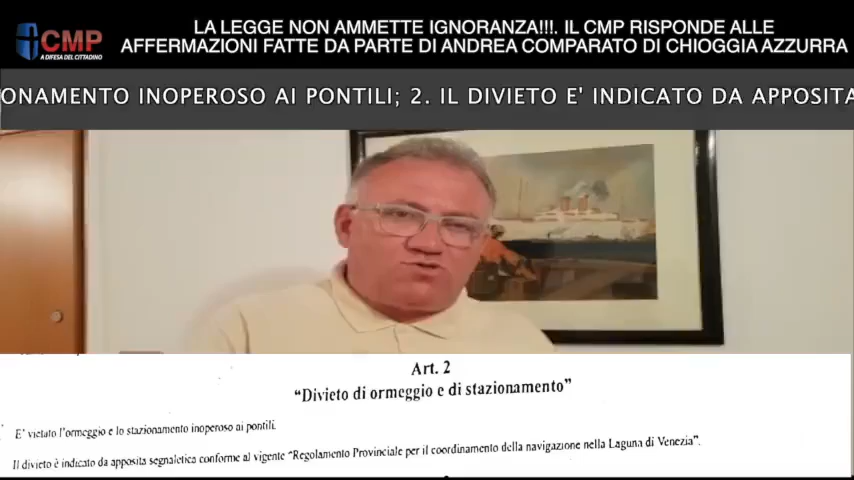 CMP
A DIFESA DEL CITTADINO
LA LEGGE NON AMMETTE IGNORANZA!!!. IL CMP RISPONDE ALLE
AFFERMAZIONI FATTE DA PARTE DI ANDREA COMPARATO DI CHIOGGIA AZZURRA
ONAMENTO INOPEROSO AI PONTILI; 2. IL DIVIETO E' INDICATO DA APPOSITA
Art. 2
“Divieto di ormeggio e di stazionamento”
E' vietato l'ormeggio e lo stazionamento inoperoso ai pontili.
Il divieto è indicato da apposita segnaletica conforme al vigente “Regolamento Provinciale per il coordinamento della navigazione nella Laguna di Venezia”.